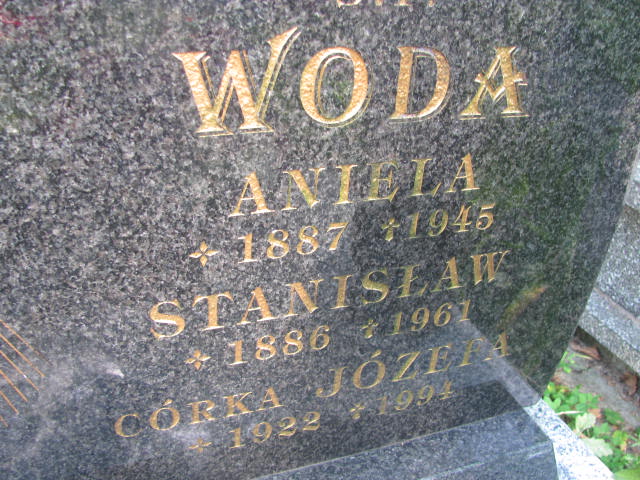 Ś.P.
WODA
ANIELA
1887 † 1945
STANISŁAW
1886 † 1961
CÓRKA JÓZEFA
1922 † 1994